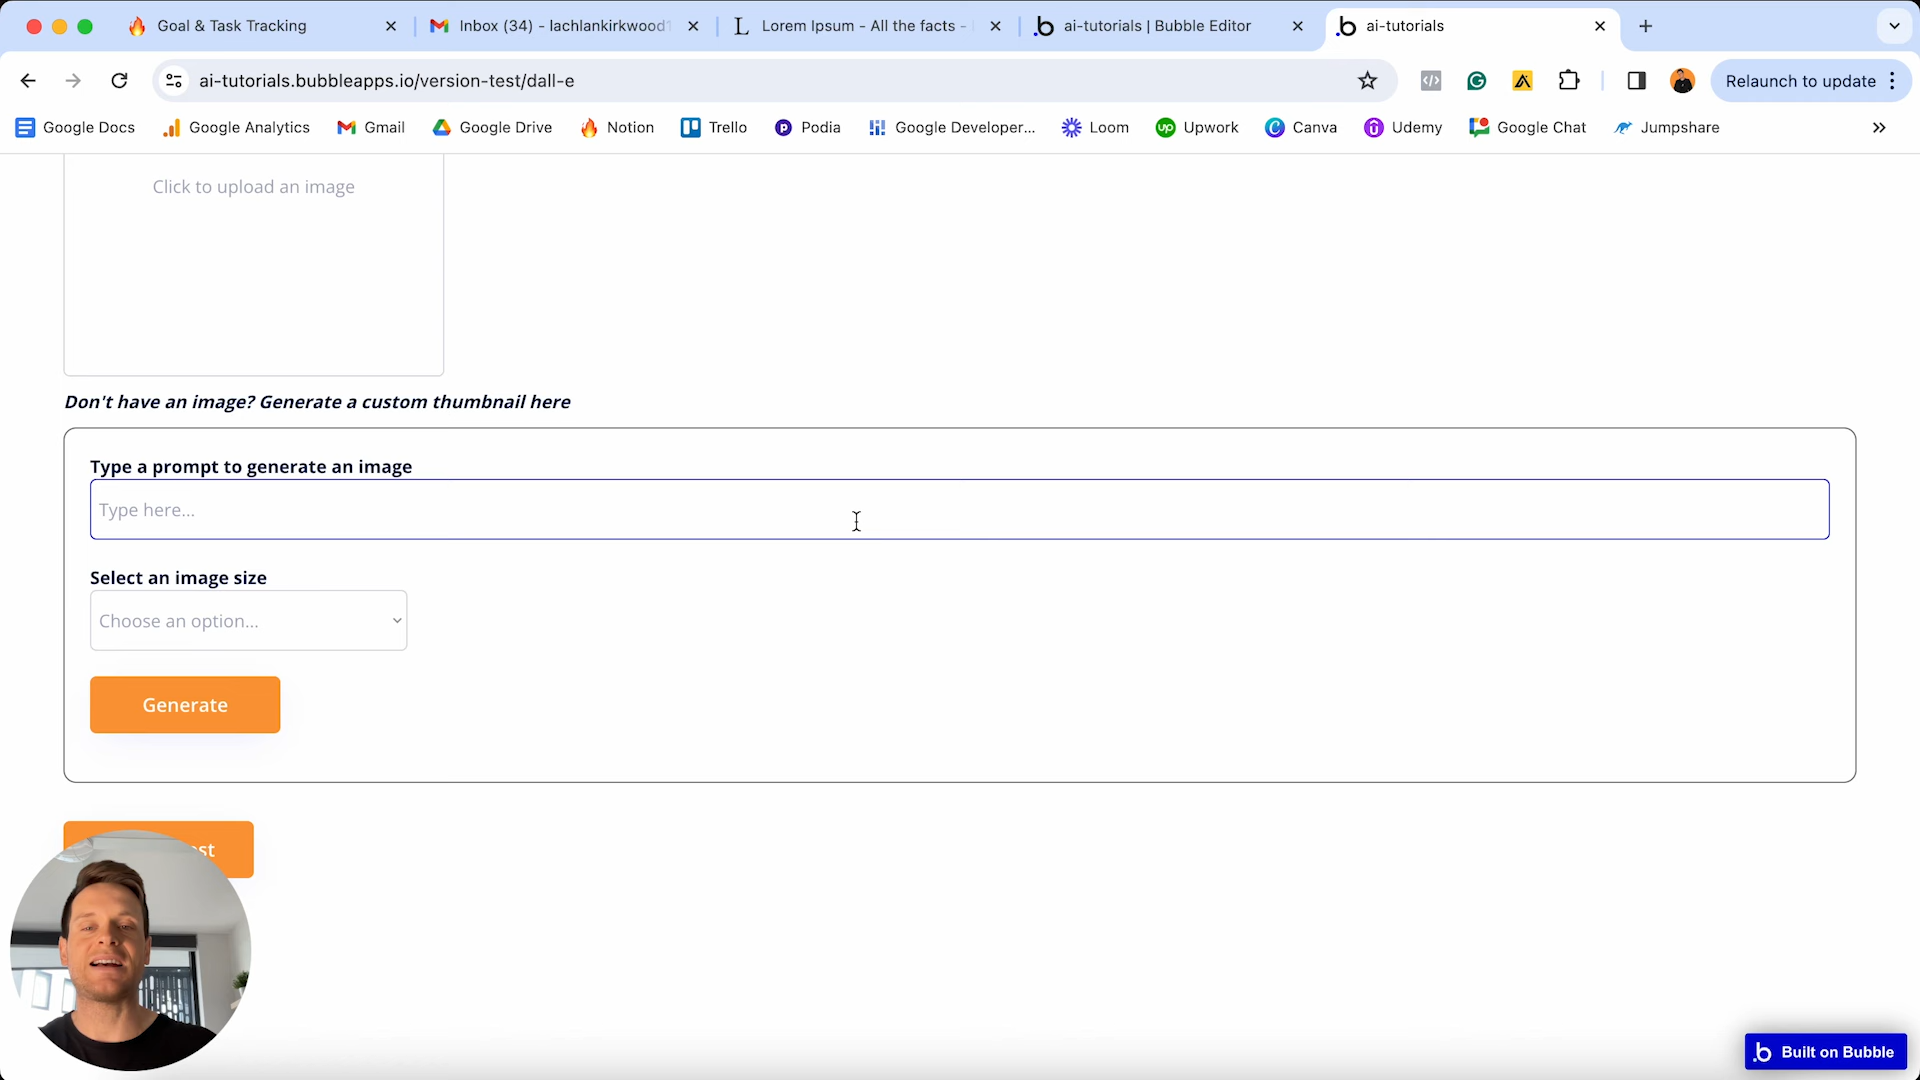 Goal & Task Tracking
Inbox (34) - lachlankirkwood1
Lorem Ipsum - All the facts -
ai-tutorials | Bubble Editor
ai-tutorials
ai-tutorials.bubbleapps.io/version-test/dall-e
Relaunch to update
Google Docs
Google Analytics
Gmail
Google Drive
Notion
Trello
Podia
Google Developer...
Loom
Upwork
Canva
Udemy
Google Chat
Jumpshare
Click to upload an image
Don't have an image? Generate a custom thumbnail here
Type a prompt to generate an image
Type here...
Select an image size
Choose an option...
Generate
Built on Bubble